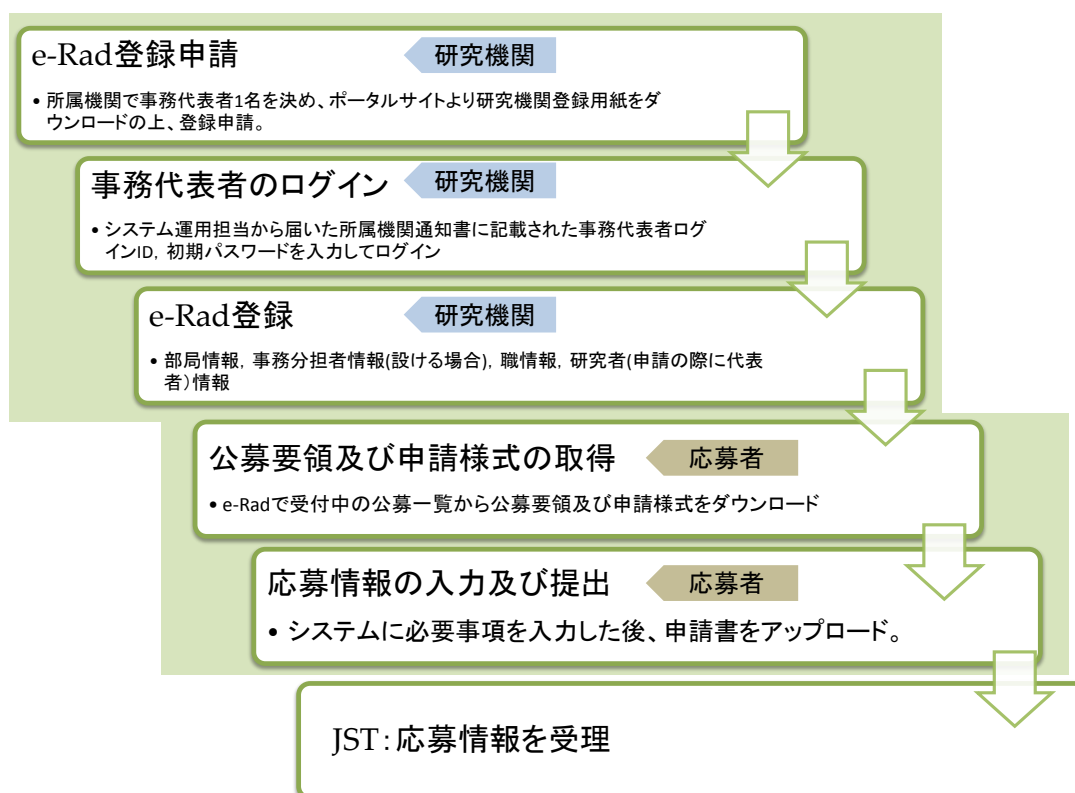 e-Rad登録申請 研究機関
• 所属機関で事務代表者1名を決め、ポータルサイトより研究機関登録用紙をダ
ウンロードの上、登録申請。
事務代表者のログイン 研究機関
• システム運用担当から届いた所属機関通知書に記載された事務代表者ログ
インID, 初期パスワードを入力してログイン
e-Rad登録 研究機関
• 部局情報, 事務分担者情報(設ける場合), 職情報, 研究者(申請の際に代表
者)情報
公募要領及び申請様式の取得 応募者
• e-Radで受付中の公募一覧から公募要領及び申請様式をダウンロード
応募情報の入力及び提出 応募者
• システムに必要事項を入力した後、申請書をアップロード。
JST:応募情報を受理